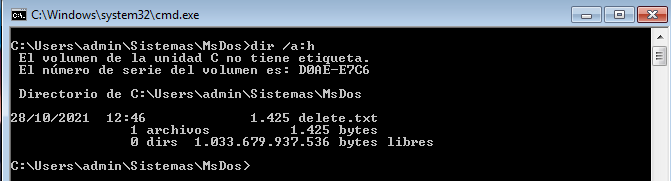 C:\Windows\system32\cmd.exe
C:\Users\admin\Sistemas\MsDos>dir /a:h
El volumen de la unidad C no tiene etiqueta.
El número de serie del volumen es: D0AE-E7C6
Directorio de C:\Users\admin\Sistemas\MsDos
28/10/2021  12:46             1.425 delete.txt
1 archivos          1.425 bytes
0 dirs  1.033.679.937.536 bytes libres
C:\Users\admin\Sistemas\MsDos>